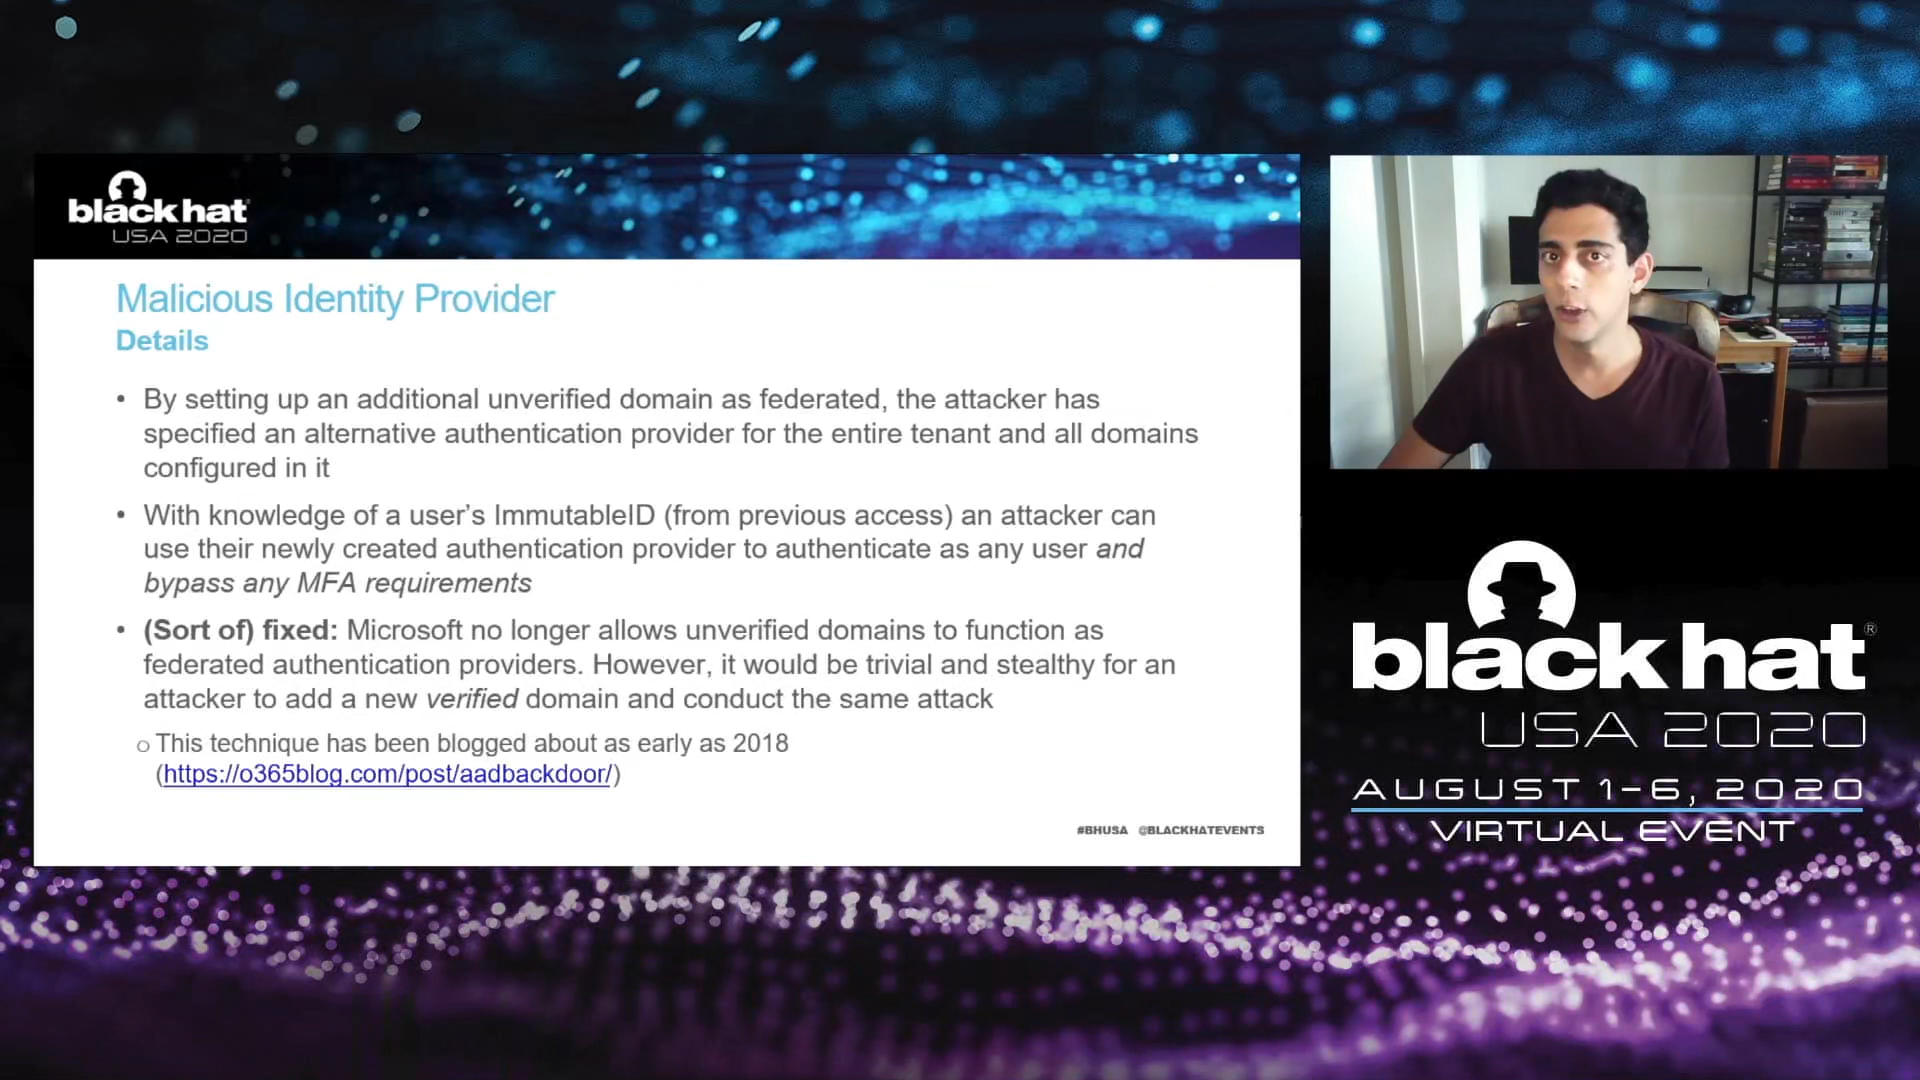 black hat
USA 2020
Malicious Identity Provider
Details
• By setting up an additional unverified domain as federated, the attacker has
specified an alternative authentication provider for the entire tenant and all domains
configured in it
• With knowledge of a user's ImmutableID (from previous access) an attacker can
use their newly created authentication provider to authenticate as any user and
bypass any MFA requirements
• (Sort of) fixed: Microsoft no longer allows unverified domains to function as
federated authentication providers. However, it would be trivial and stealthy for an
attacker to add a new verified domain and conduct the same attack
o This technique has been blogged about as early as 2018
(https://o365blog.com/post/aadbackdoor/)
#BHUSA @BLACKHATEVENTS
black hat®
USA 2020
AUGUST 1-6, 2020
VIRTUAL EVENT